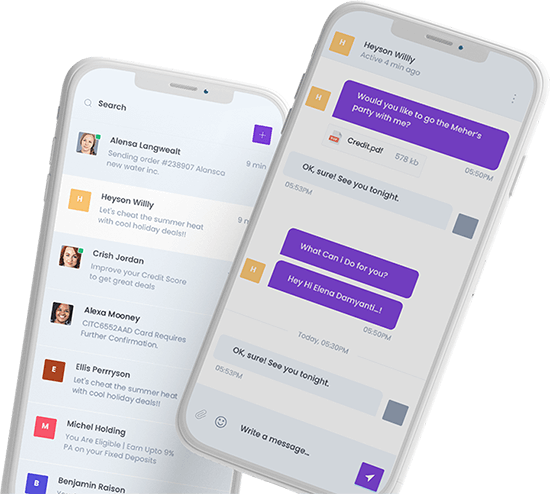 Search
+
Alensa Langwealt
Sending order #238907 Alansca
9 min
new water inc.
H
Heyson Willly
9 min
Let's cheat the summer heat
with cool holiday deals!!
Crish Jordan
Improve your Credit Score
to get great deals
Alexa Mooney
CITC6552AAD Card Requires
Further Confirmation.
E
Ellis Perrryson
Let's cheat the summer heat
with cool holiday deals!!
M
Michel Holding
You Are Eligible | Earn Upto 9%
PA on your Fixed Deposits
B
Benjamin Raison
H
Heyson Willly
Active 4 min ago
H
Would you like to go the Meher's
party with me?
05:50PM
Credit.pdf
578 kb
OK, sure! See you tonight.
05:53PM
What Can I Do for you?
H
Hey Hi Elena Damyanti...!
05:50PM
Today, 05:30PM
OK, sure! See you tonight.
05:53PM
Write a message...